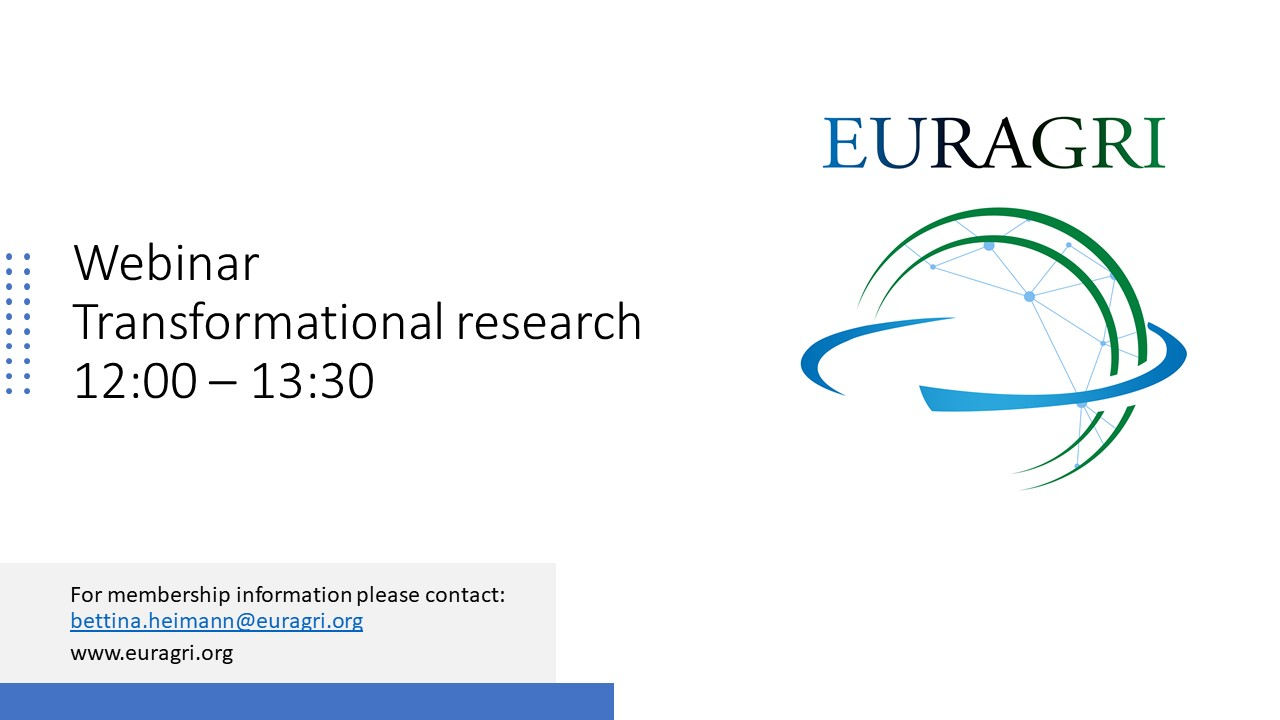 EURAGRI
Webinar
Transformational research
12:00 – 13:30
For membership information please contact:
bettina.heimann@euragri.org
www.euragri.org